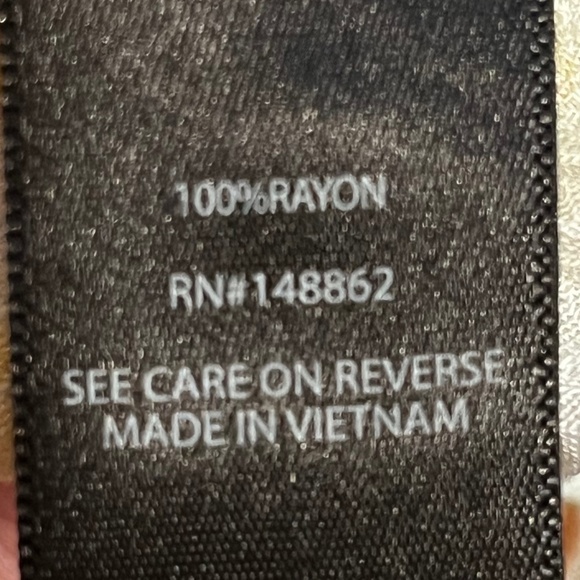 100%RAYON
RN#148862
SEE CARE ON REVERSE
MADE IN VIETNAM